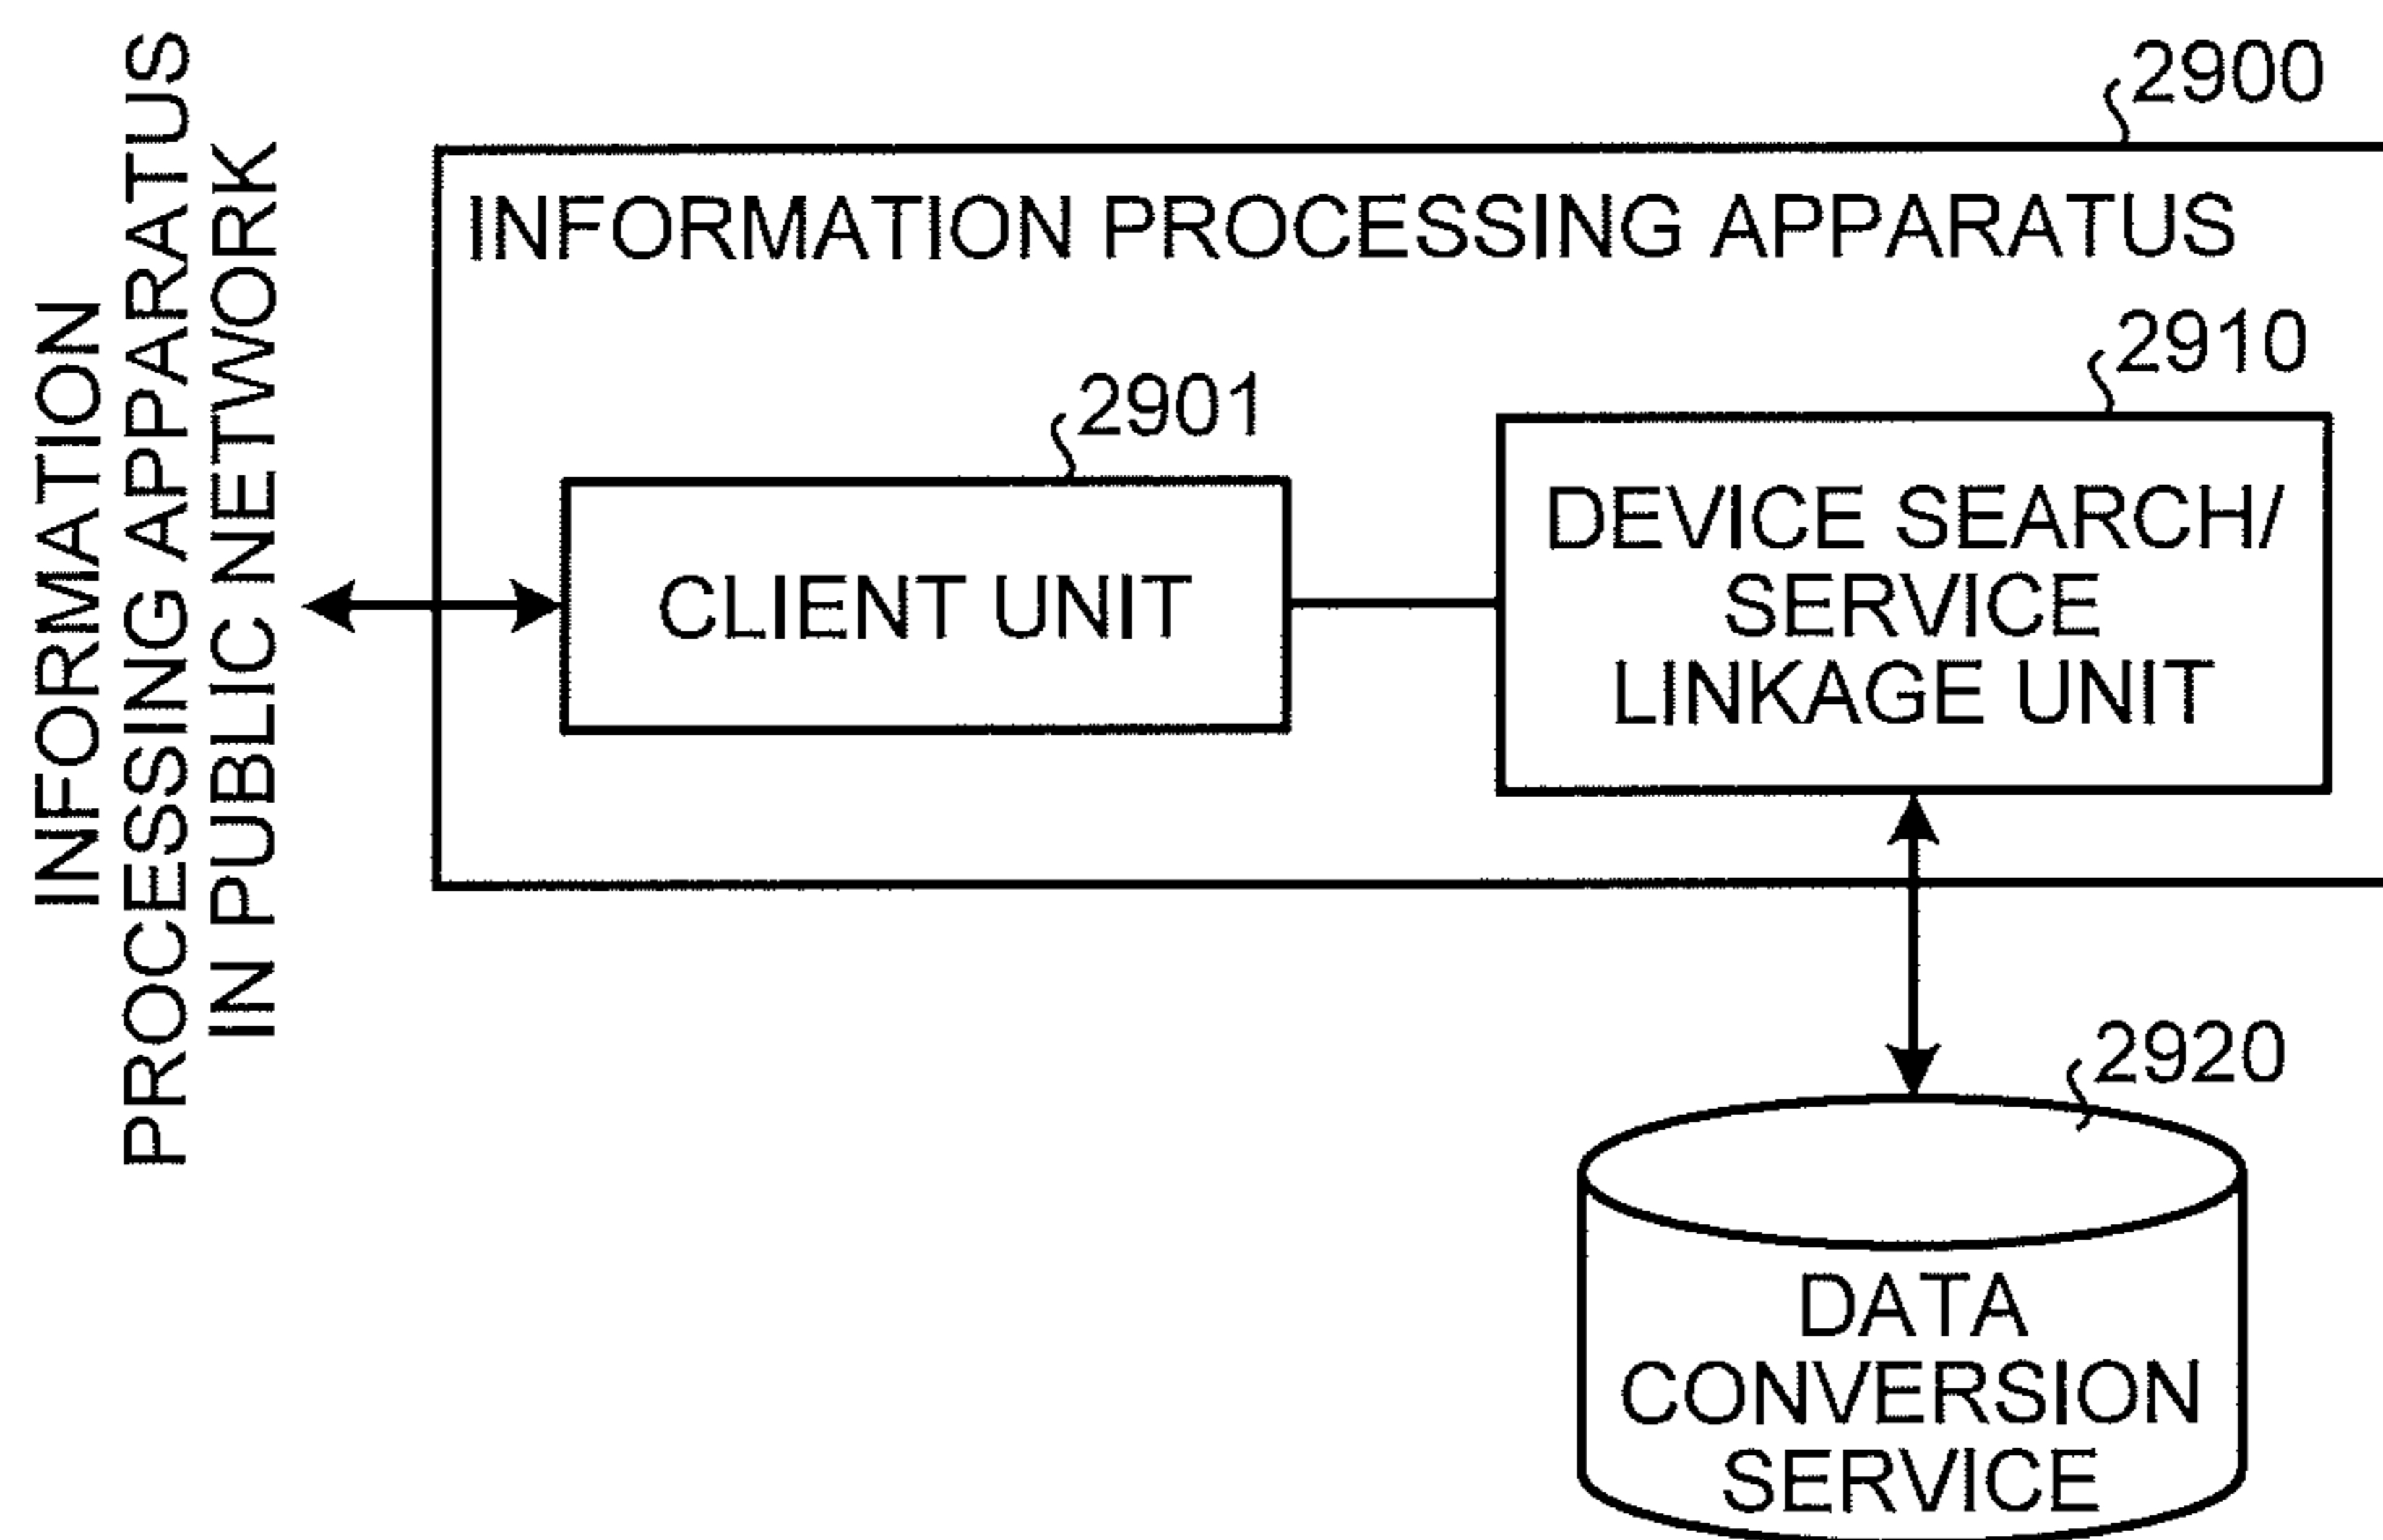 INFORMATION
PROCESSING APPARATUS
IN PUBLIC NETWORK
2900
INFORMATION PROCESSING APPARATUS
2910
2901
DEVICE SEARCH/
SERVICE
LINKAGE UNIT
CLIENT UNIT
2920
DATA
CONVERSION
SERVICE